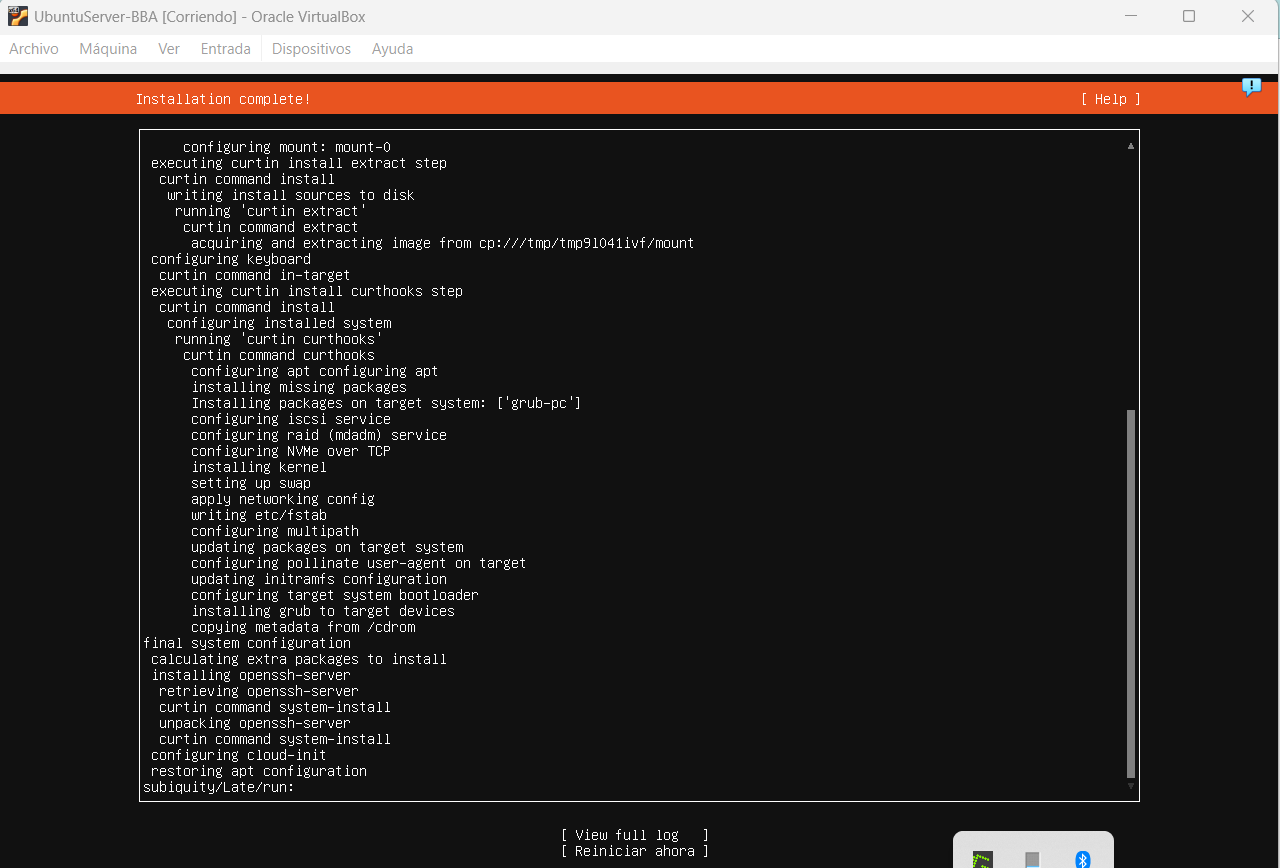 UbuntuServer-BBA [Corriendo] - Oracle VirtualBox
Archivo Máquina Ver Entrada Dispositivos Ayuda
Installation complete! [ Help ]
configuring mount: mount-0
executing curtin install extract step
curtin command install
writing install sources to disk
running 'curtin extract'
curtin command extract
acquiring and extracting image from cp:///tmp/tmp9l041ivf/mount
configuring keyboard
curtin command in-target
executing curtin install curthooks step
curtin command install
configuring installed system
running 'curtin curthooks'
curtin command curthooks
configuring apt configuring apt
installing missing packages
Installing packages on target system: ['grub-pc']
configuring iscsi service
configuring raid (mdadm) service
configuring NVMe over TCP
installing kernel
setting up swap
apply networking config
writing etc/fstab
configuring multipath
updating packages on target system
configuring pollinate user-agent on target
updating initramfs configuration
configuring target system bootloader
installing grub to target devices
copying metadata from /cdrom
final system configuration
calculating extra packages to install
installing openssh-server
retrieving openssh-server
curtin command system-install
unpacking openssh-server
curtin command system-install
configuring cloud-init
restoring apt configuration
subiquity/Late/run:
[ View full log ]
[ Reiniciar ahora ]